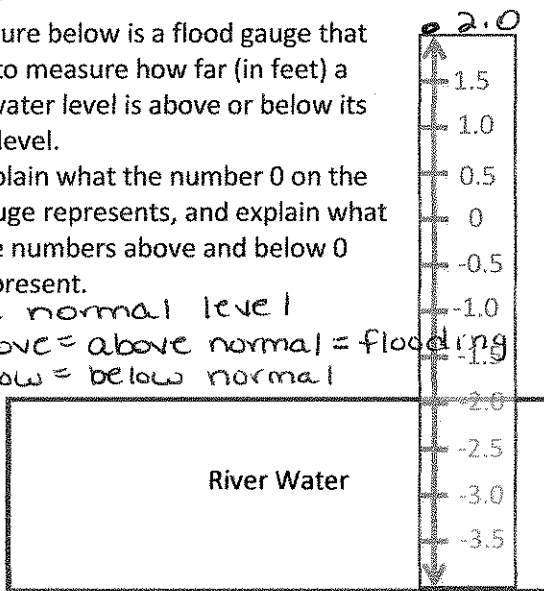 ure below is a flood gauge that
to measure how far (in feet) a
vater level is above or below its
level.
plain what the number 0 on the
uge represents, and explain what
e numbers above and below 0
present.
normal level
ove = above normal = flooding
ow = below normal
2.0
1.5
1.0
0.5
0
-0.5
-1.0
-1.5
-2.0
-2.5
-3.0
-3.5
River Water